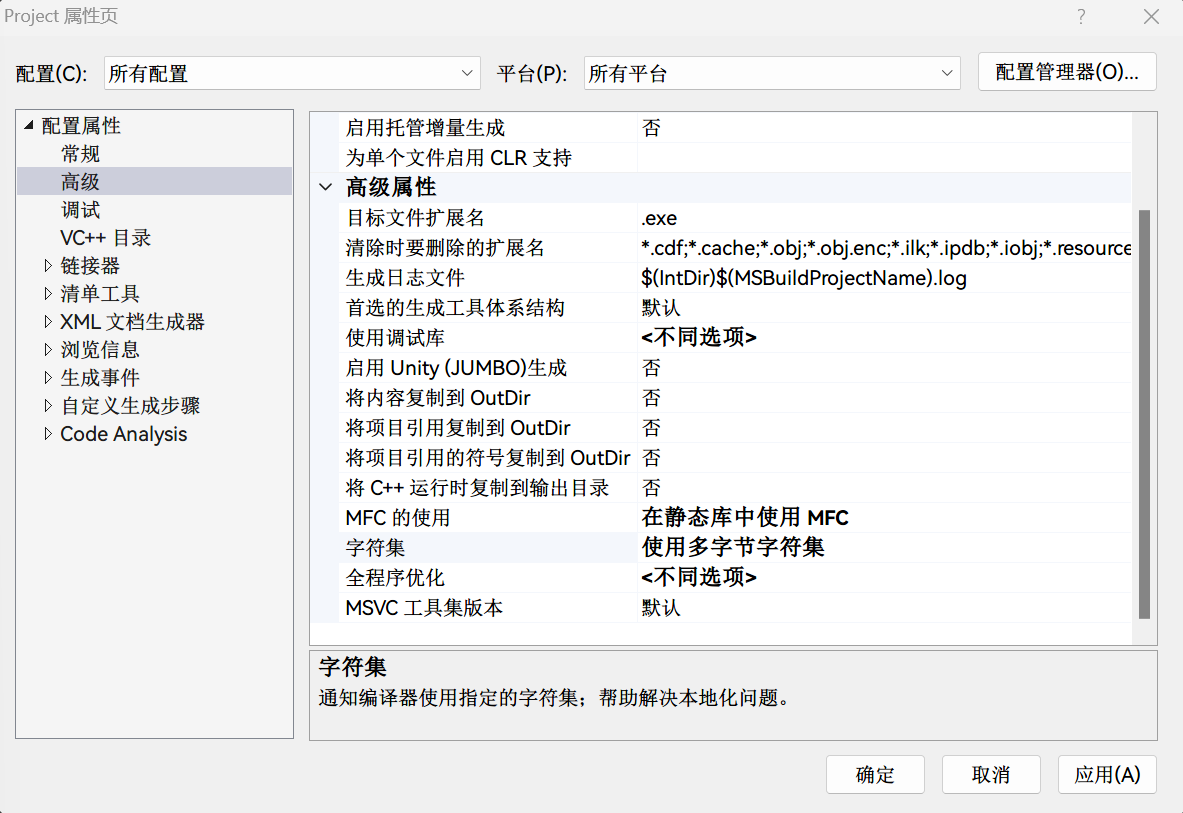 Project 属性页
?
配置(C):
所有配置
平台(P):
所有平台
配置管理器(O)...
配置属性
常规
高级
调试
VC++ 目录
链接器
清单工具
XML 文档生成器
浏览信息
生成事件
自定义生成步骤
Code Analysis
启用托管增量生成 否
为单个文件启用 CLR 支持
高级属性
目标文件扩展名 .exe
清除时要删除的扩展名 *.cdf;*.cache;*.obj;*.obj.enc;*.ilk;*.ipdb;*.iobj;*.resource
生成日志文件 $(IntDir)$(MSBuildProjectName).log
首选的生成工具体系结构 默认
使用调试库 <不同选项>
启用 Unity (JUMBO)生成 否
将内容复制到 OutDir 否
将项目引用复制到 OutDir 否
将项目引用的符号复制到 OutDir 否
将 C++ 运行时复制到输出目录 否
MFC 的使用 在静态库中使用 MFC
字符集 使用多字节字符集
全程序优化 <不同选项>
MSVC 工具集版本 默认
字符集
通知编译器使用指定的字符集；帮助解决本地化问题。
确定
取消
应用(A)